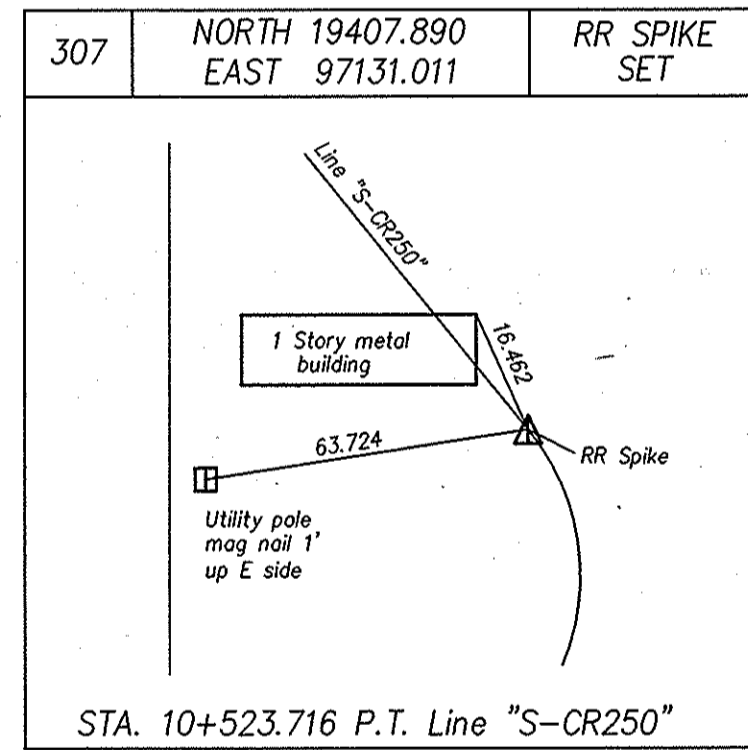 307
NORTH 19407.890
EAST 97131.011
RR SPIKE
SET
Line "S-CR250"
1 Story metal
building
16.462
63.724
RR Spike
Utility pole
mag nail 1'
up E side
STA. 10+523.716 P.T. Line "S-CR250"